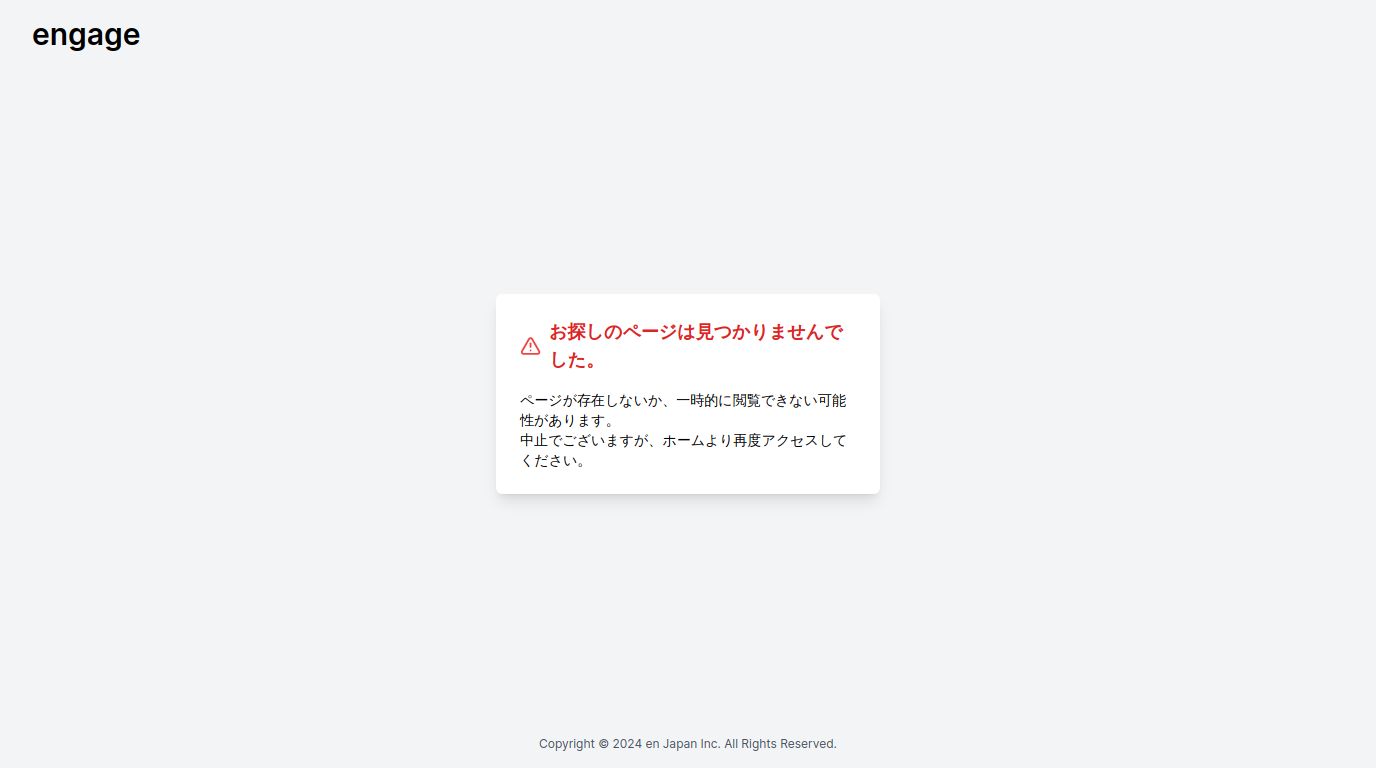 engage
お探しのページは見つかりませんで
した。
ページが存在しないか、一時的に閲覧できない可能
性があります。
中止でございますが、ホームより再度アクセスして
ください。
Copyright © 2024 en Japan Inc. All Rights Reserved.